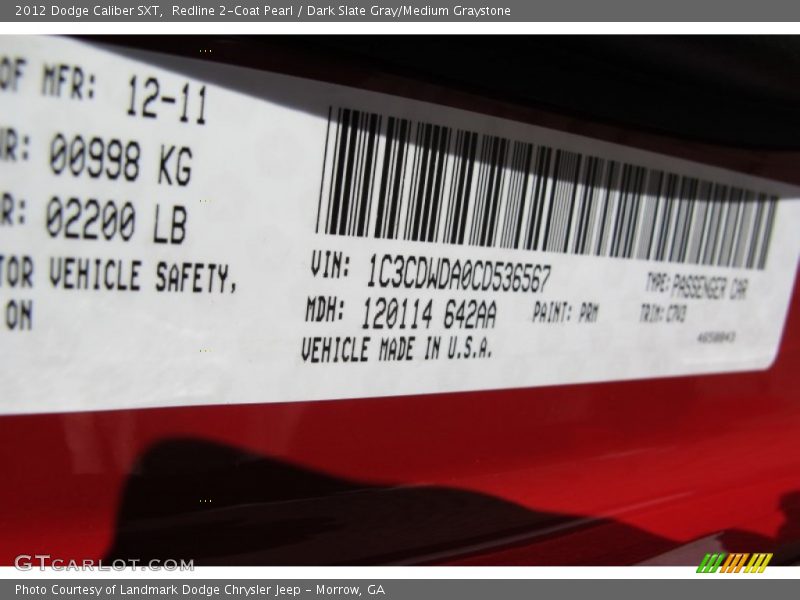 2012 Dodge Caliber SXT, Redline 2-Coat Pearl / Dark Slate Gray/Medium Graystone
OF MFR: 12-11
WR: 00998 KG
R: 02200 LB
TOR VEHICLE SAFETY,
ON
VIN: 1C3CDWDA0CD536567
MDH: 120114 642AA
PAINT: PRM
VEHICLE MADE IN U.S.A.
TYPE: PASSENGER CAR
TRIM: C7V3
GTCARLOT.COM
Photo Courtesy of Landmark Dodge Chrysler Jeep - Morrow, GA